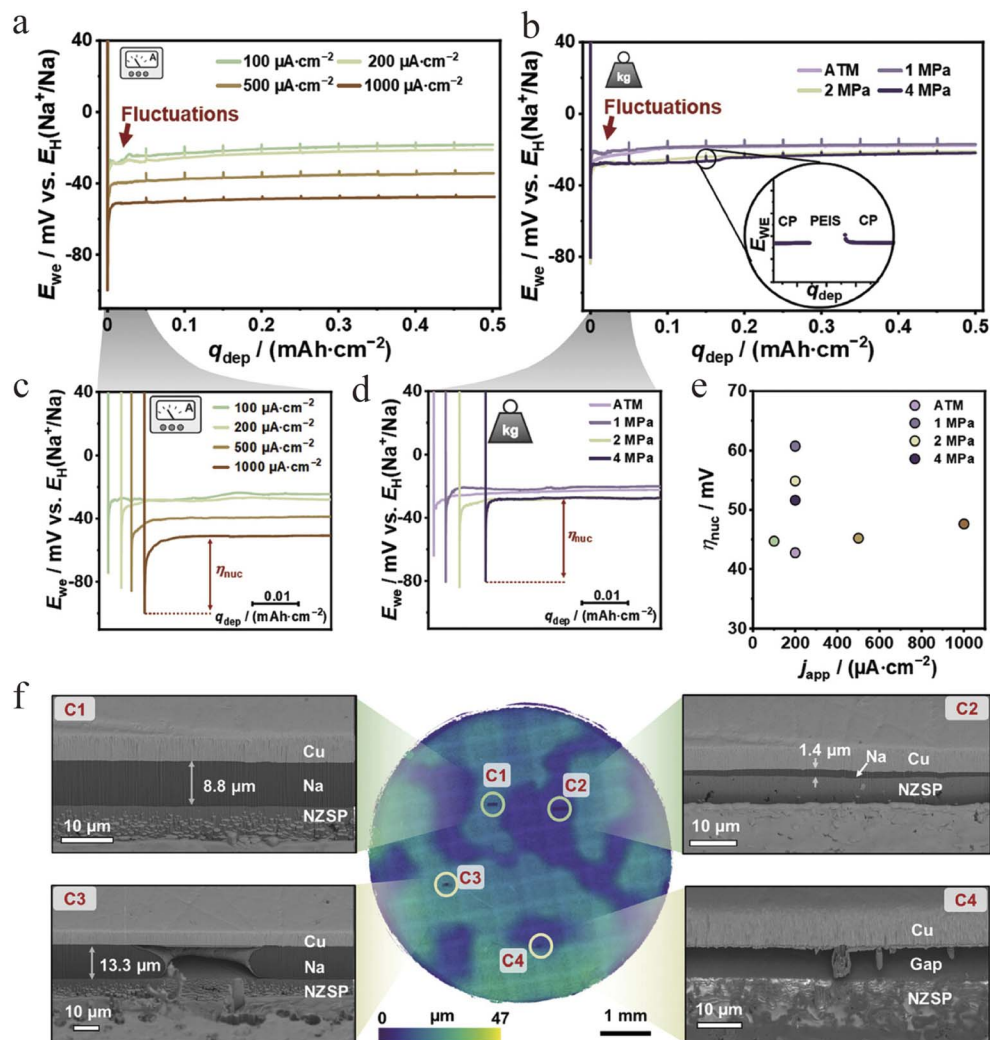 a
40
0
-40
-80
E_we / mV vs. E_H(Na⁺/Na)
A
100 µA·cm⁻² 200 µA·cm⁻²
500 µA·cm⁻² 1000 µA·cm⁻²
Fluctuations
0 0.1 0.2 0.3 0.4 0.5
q_dep / (mAh·cm⁻²)
b
40
0
-40
-80
E_we / mV vs. E_H(Na⁺/Na)
kg
ATM 1 MPa
2 MPa 4 MPa
Fluctuations
E_WE
CP PEIS CP
q_dep
0 0.1 0.2 0.3 0.4 0.5
q_dep / (mAh·cm⁻²)
c
40
0
-40
-80
E_we / mV vs. E_H(Na⁺/Na)
A
100 µA·cm⁻²
200 µA·cm⁻²
500 µA·cm⁻²
1000 µA·cm⁻²
η_nuc
0.01
q_dep / (mAh·cm⁻²)
d
40
0
-40
-80
E_we / mV vs. E_H(Na⁺/Na)
kg
ATM
1 MPa
2 MPa
4 MPa
η_nuc
0.01
q_dep / (mAh·cm⁻²)
e
70
60
50
40
30
η_nuc / mV
ATM
1 MPa
2 MPa
4 MPa
0 200 400 600 800 1000
j_app / (µA·cm⁻²)
f
C1
Cu
8.8 µm
Na
NZSP
10 µm
C2
1.4 µm
Na
Cu
NZSP
10 µm
C1
C2
C3
C4
C3
Cu
13.3 µm
Na
NZSP
10 µm
C4
Cu
Gap
NZSP
10 µm
0 µm 47
1 mm